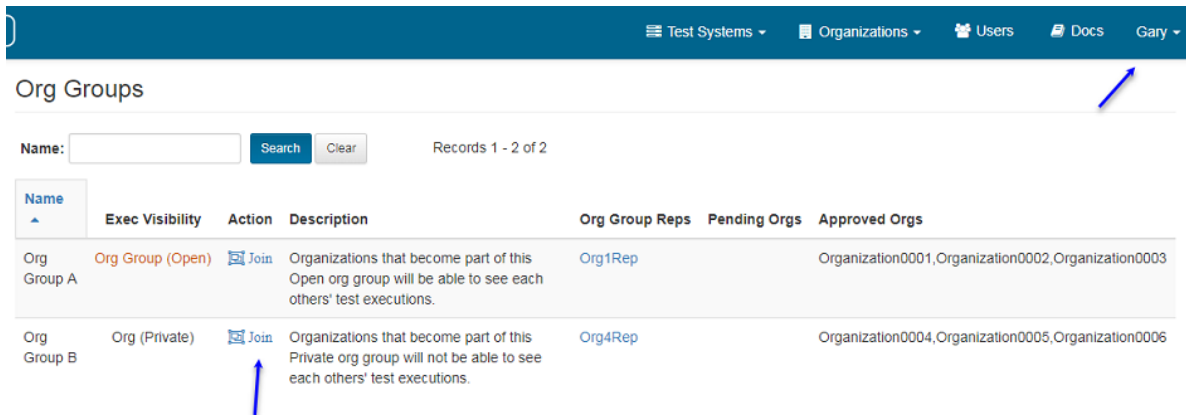 Test Systems Organizations Users Docs Gary
Org Groups
Name: Search Clear Records 1 - 2 of 2
Name
Exec Visibility Action Description Org Group Reps Pending Orgs Approved Orgs
Org Org Group (Open) Join Organizations that become part of this Org1Rep Organization0001,Organization0002,Organization0003
Group A Open org group will be able to see each
others' test executions.
Org Org (Private) Join Organizations that become part of this Org4Rep Organization0004,Organization0005,Organization0006
Group B Private org group will not be able to see
each others' test executions.